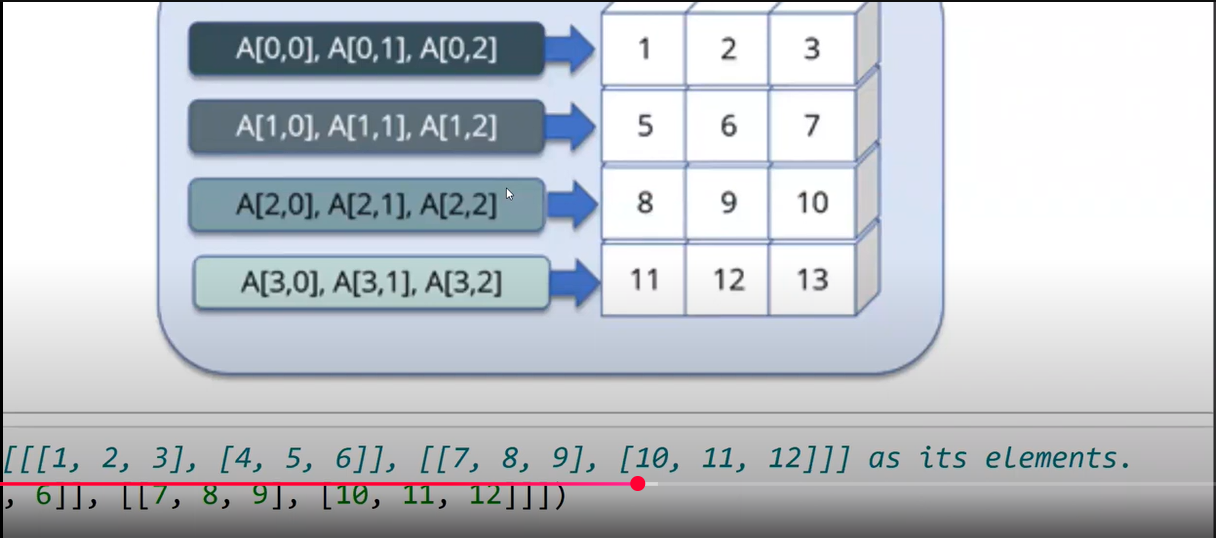 A[0,0], A[0,1], A[0,2] 1 2 3
A[1,0], A[1,1], A[1,2] 5 6 7
A[2,0], A[2,1], A[2,2] 8 9 10
A[3,0], A[3,1], A[3,2] 11 12 13
[[[1, 2, 3], [4, 5, 6]], [[7, 8, 9], [10, 11, 12]]] as its elements.
, 6]], [[7, 8, 9], [10, 11, 12]]])